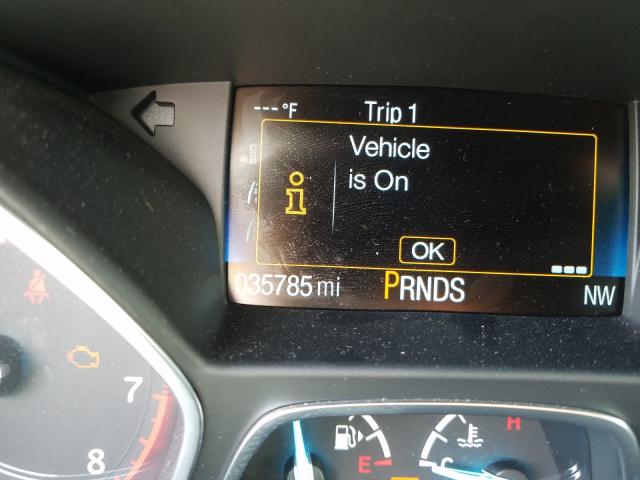 ---°F Trip 1
Vehicle
is On
OK
035785 mi PRNDS NW
7
8
E
C
H